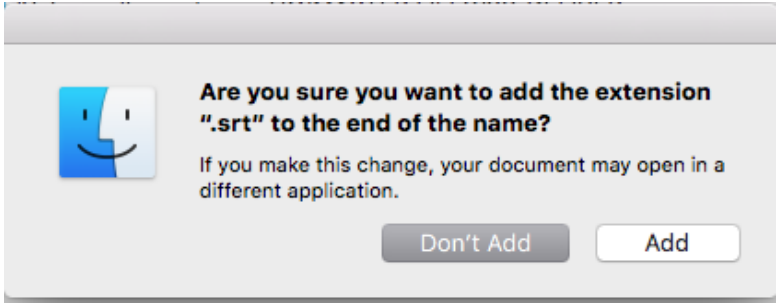 Are you sure you want to add the extension
“.srt” to the end of the name?
If you make this change, your document may open in a
different application.
Don't Add
Add